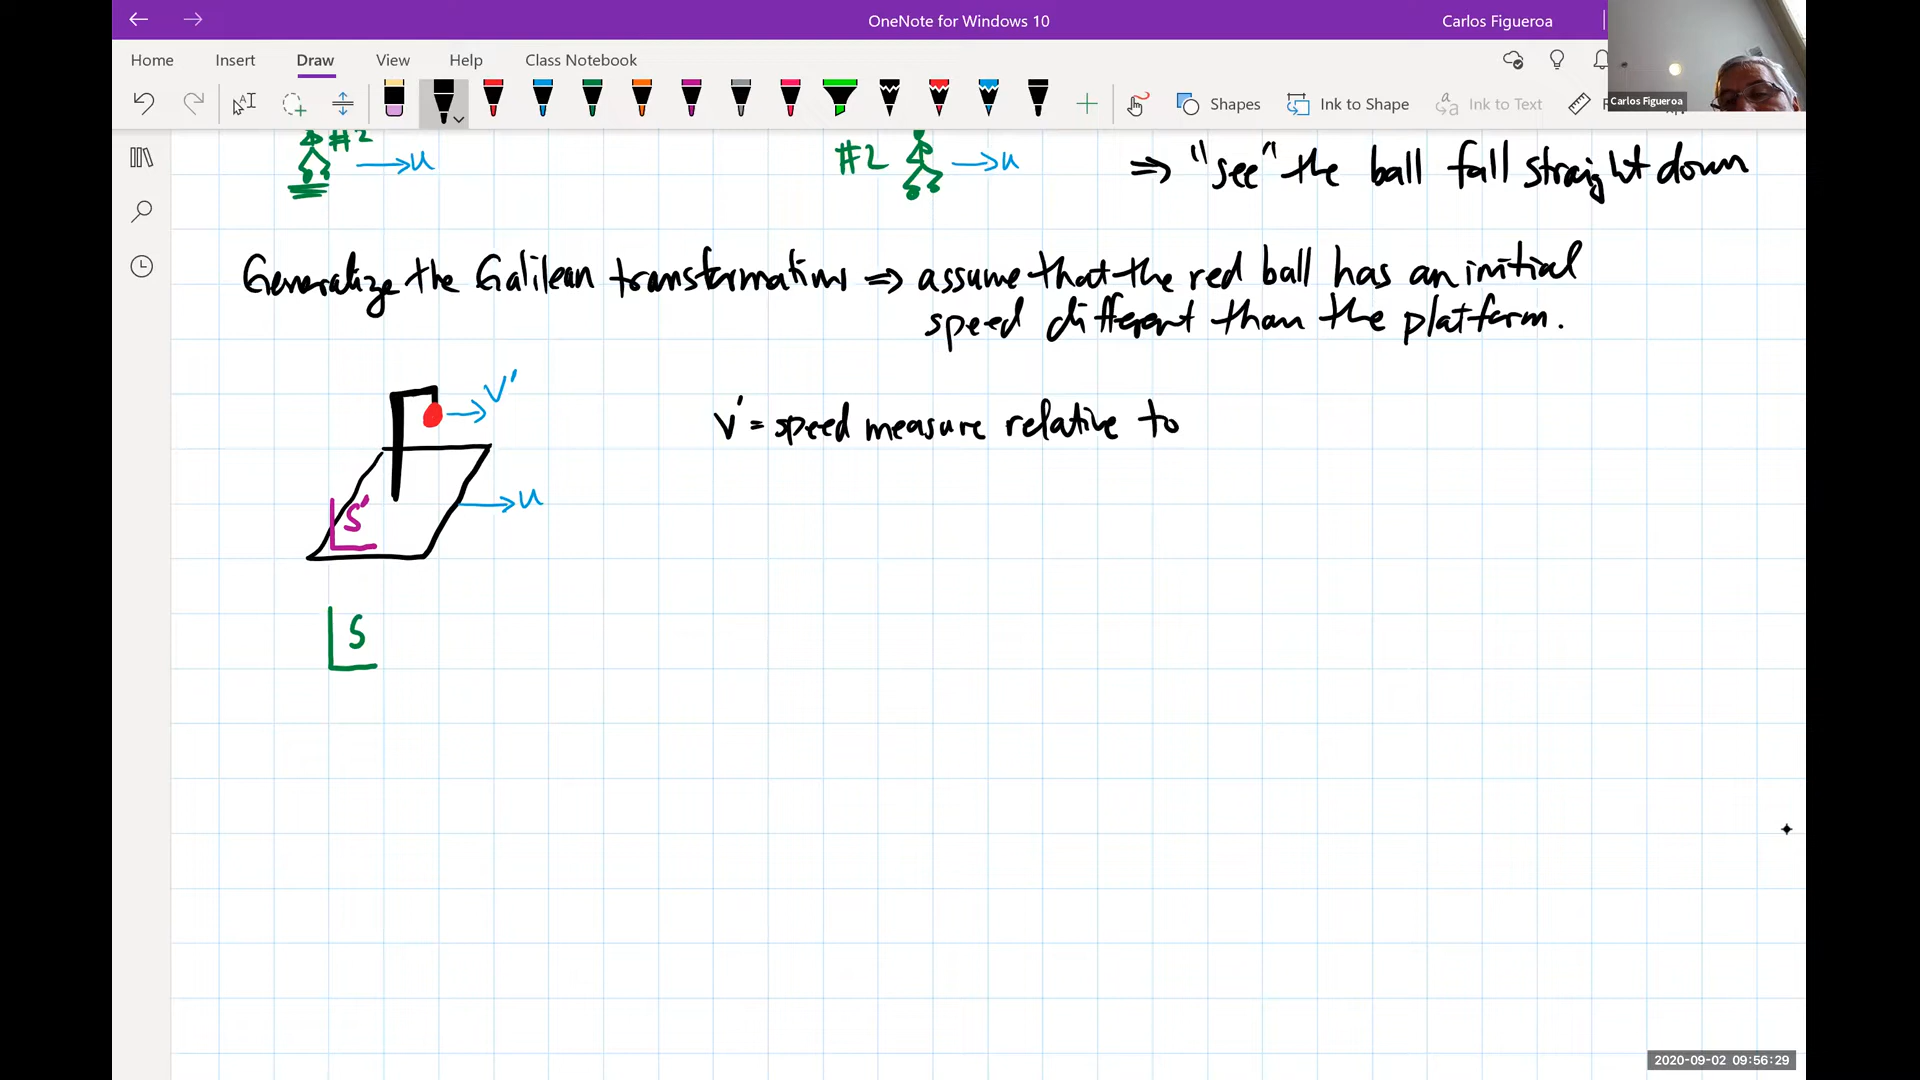 OneNote for Windows 10
Carlos Figueroa
Home Insert Draw View Help Class Notebook
Shapes Ink to Shape Ink to Text
Carlos Figueroa
#2 → u #2 → u ⇒ "see" the ball fall straight down
Generalize the Galilean transformations ⇒ assume that the red ball has an initial
speed different than the platform.
→ v'
v' = speed measure relative to
→ u
S'
S
2020-09-02 09:56:29